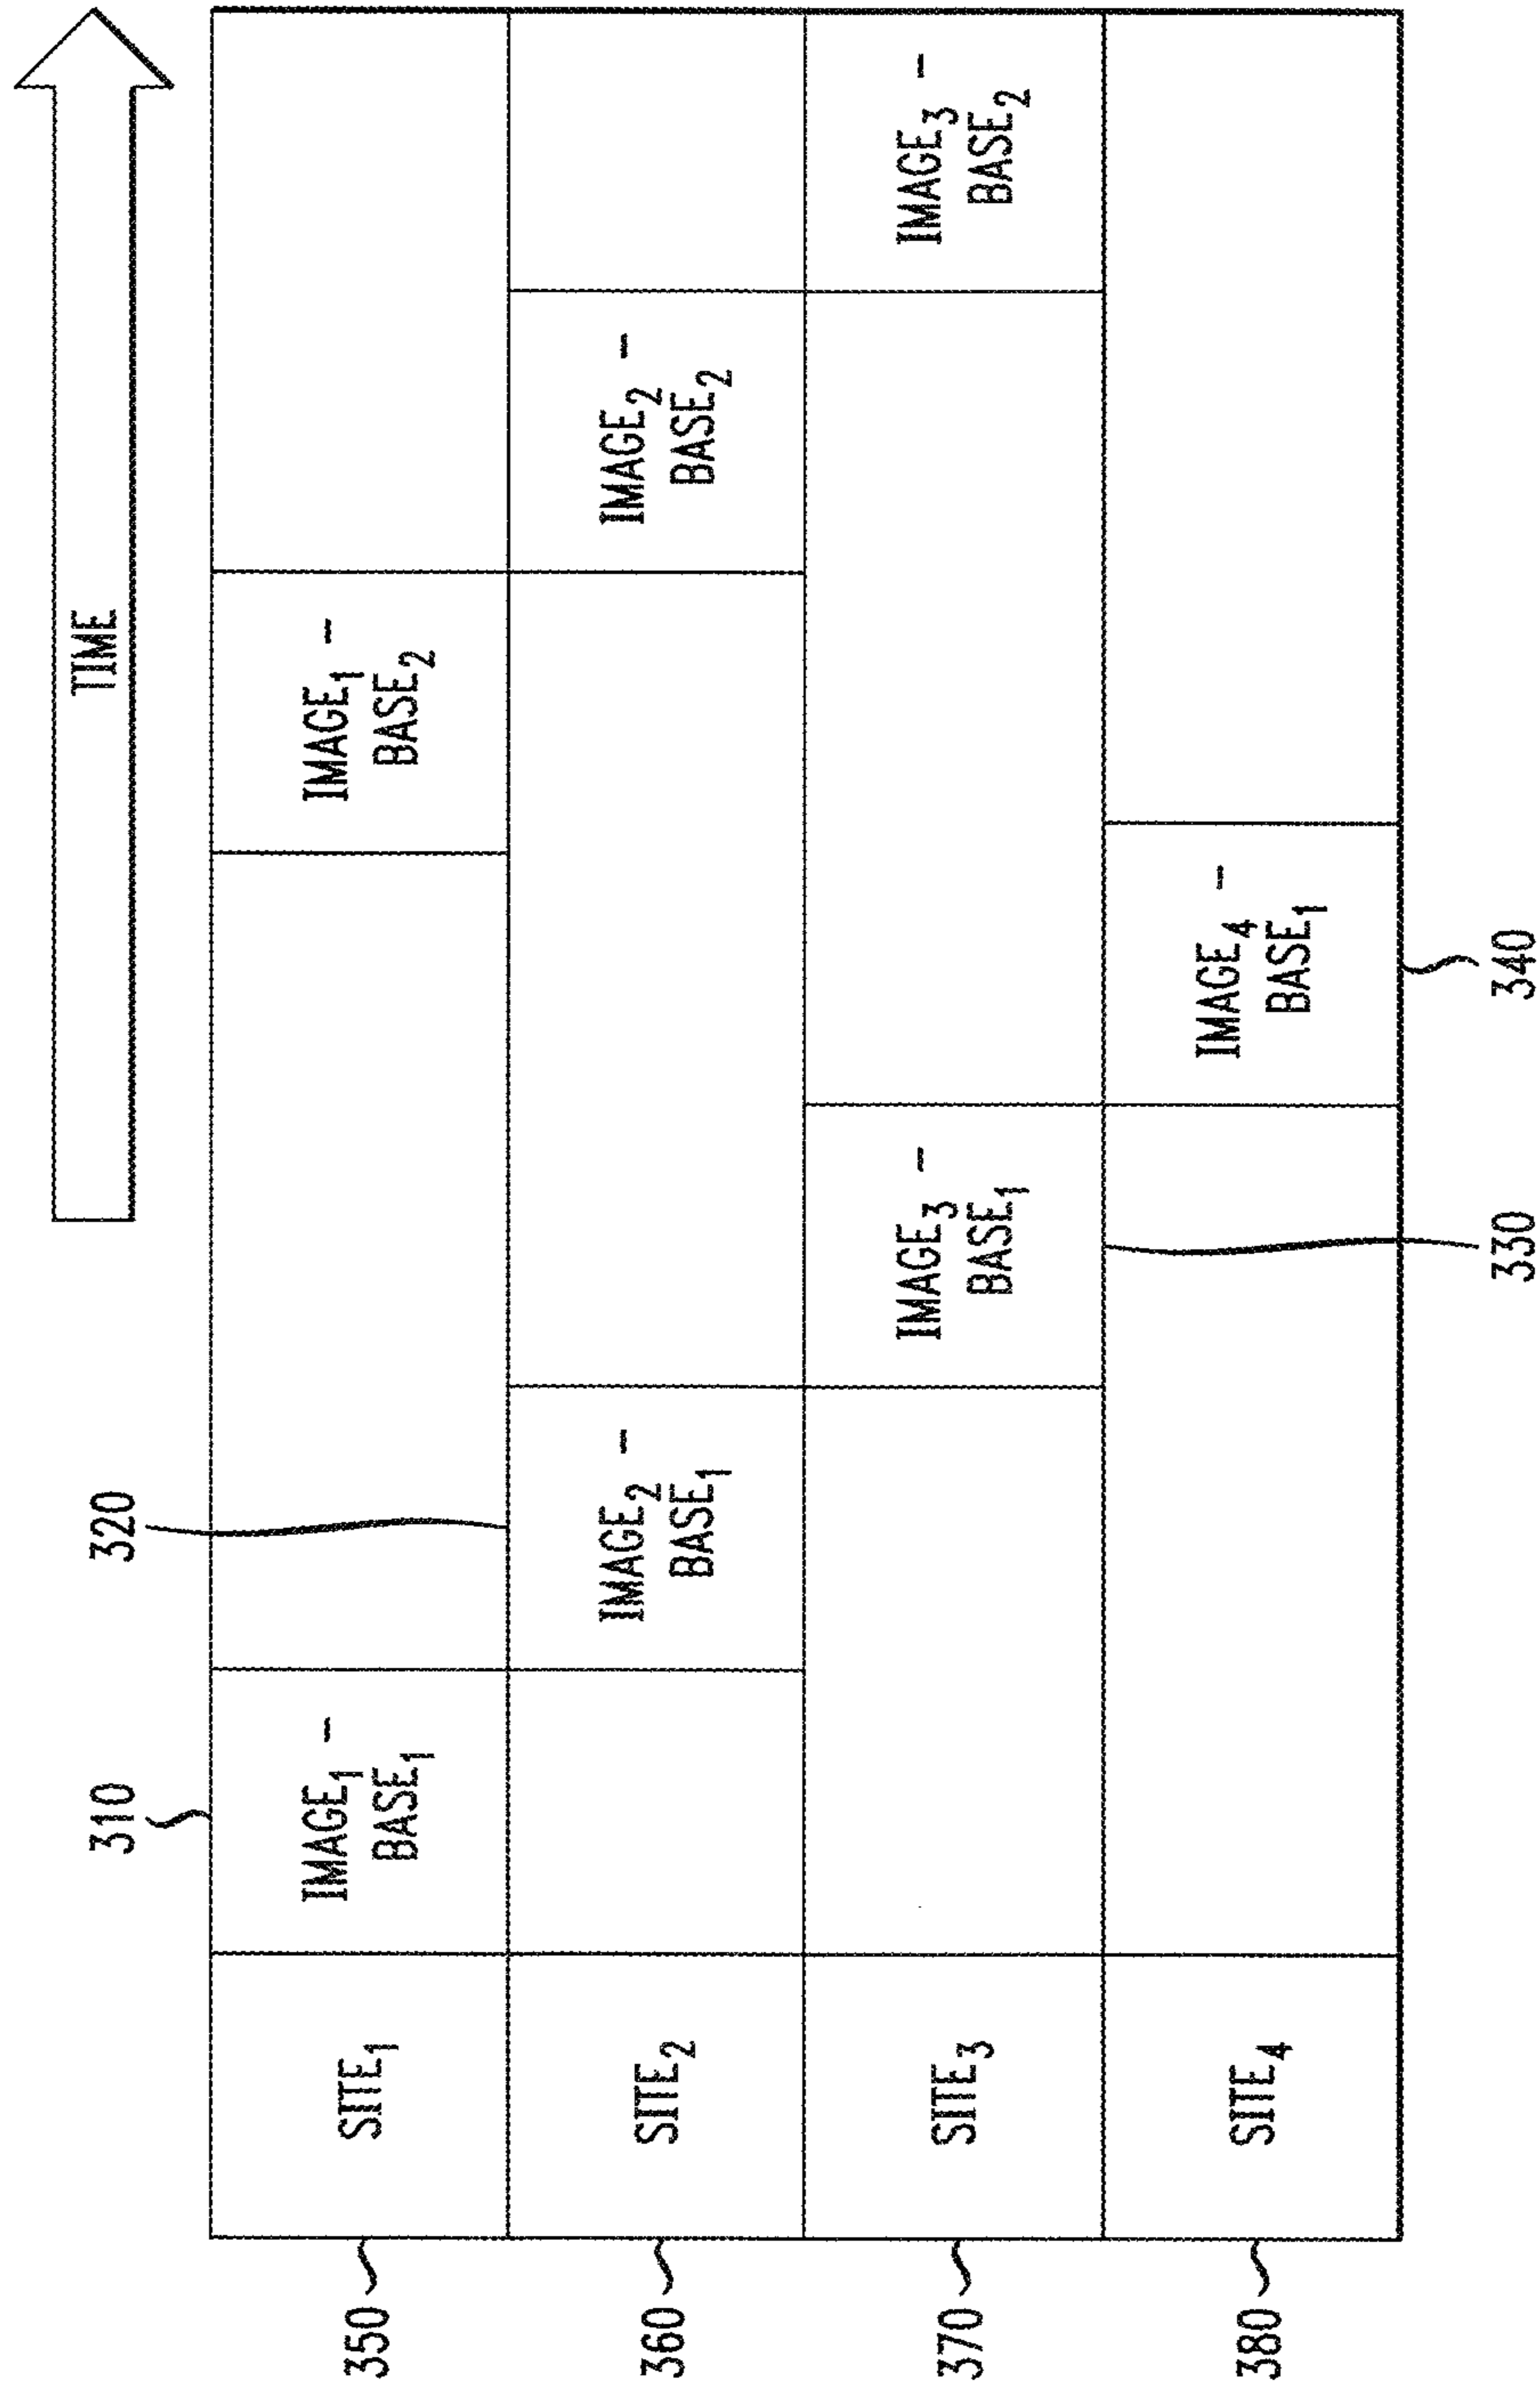 TIME
310
320
350
SITE₁
IMAGE₁ –
BASE₁
IMAGE₁ –
BASE₂
360
SITE₂
IMAGE₂ –
BASE₁
IMAGE₂ –
BASE₂
370
SITE₃
IMAGE₃ –
BASE₁
IMAGE₃ –
BASE₂
380
SITE₄
IMAGE₄ –
BASE₁
330
340